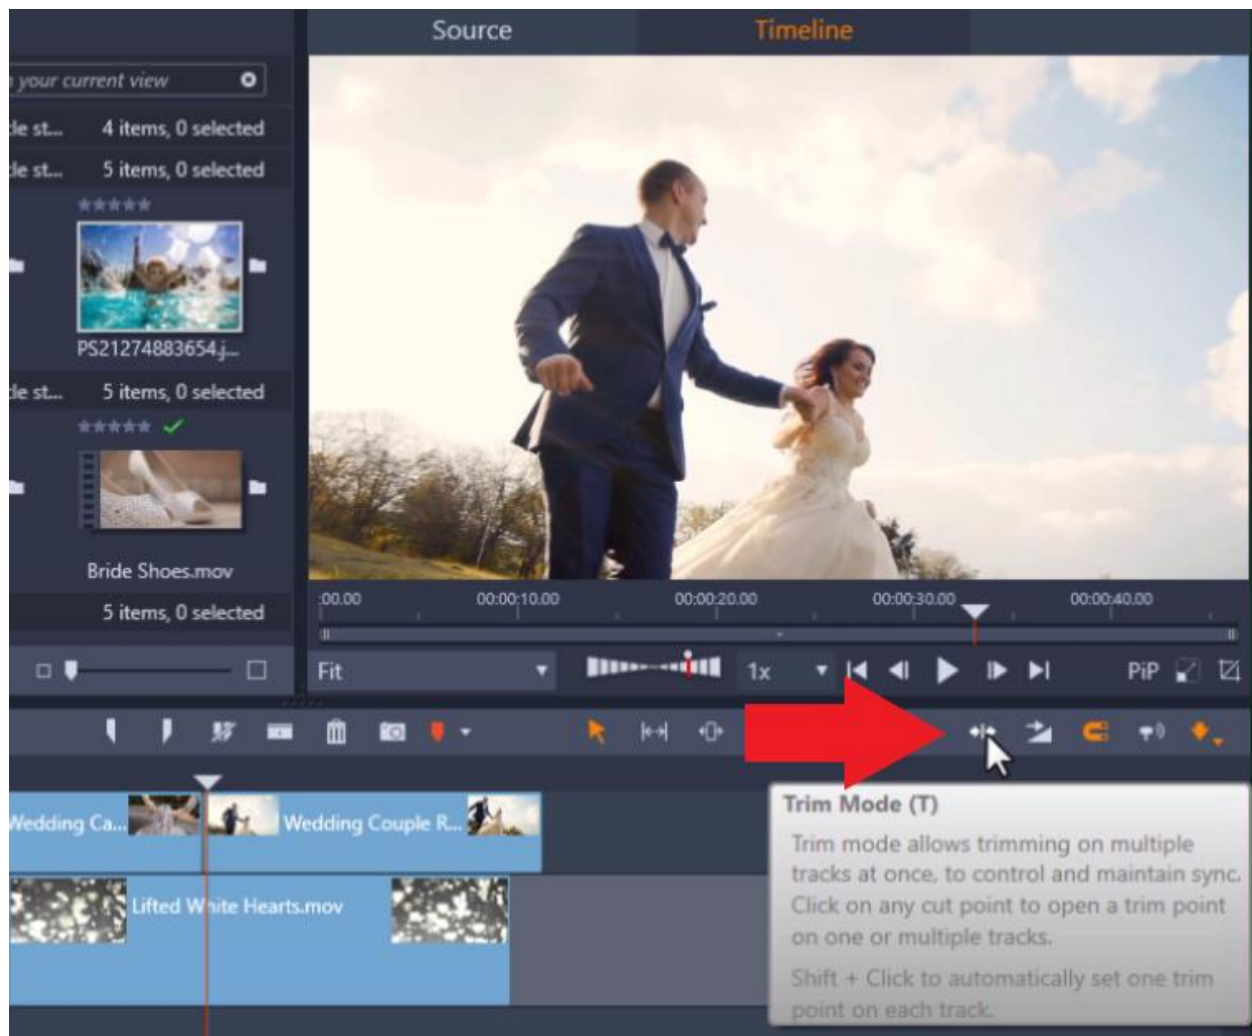 Source
Timeline
your current view
de st... 4 items, 0 selected
de st... 5 items, 0 selected
PS21274883654.j...
de st... 5 items, 0 selected
Bride Shoes.mov
5 items, 0 selected
:00.00 00:00:10.00 00:00:20.00 00:00:30.00 00:00:40.00
Fit 1x PiP
Wedding Ca... Wedding Couple R...
Lifted White Hearts.mov
Trim Mode (T)
Trim mode allows trimming on multiple
tracks at once, to control and maintain sync.
Click on any cut point to open a trim point
on one or multiple tracks.
Shift + Click to automatically set one trim
point on each track.